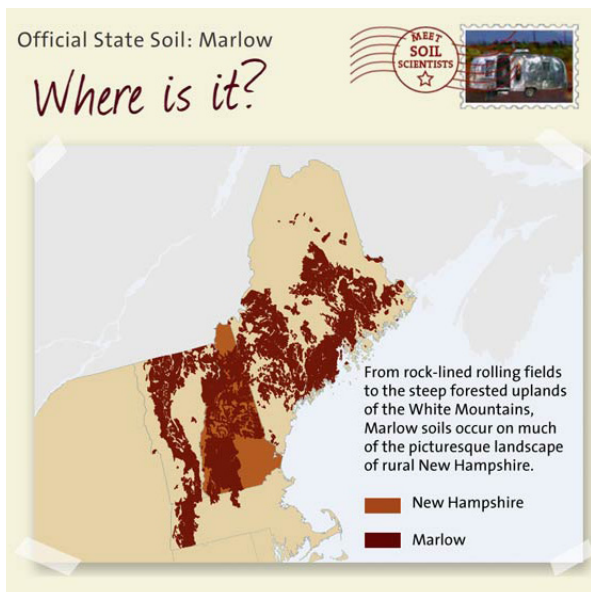 Official State Soil: Marlow
Where is it?
MEET
SOIL
SCIENTISTS
From rock-lined rolling fields
to the steep forested uplands
of the White Mountains,
Marlow soils occur on much
of the picturesque landscape
of rural New Hampshire.
New Hampshire
Marlow